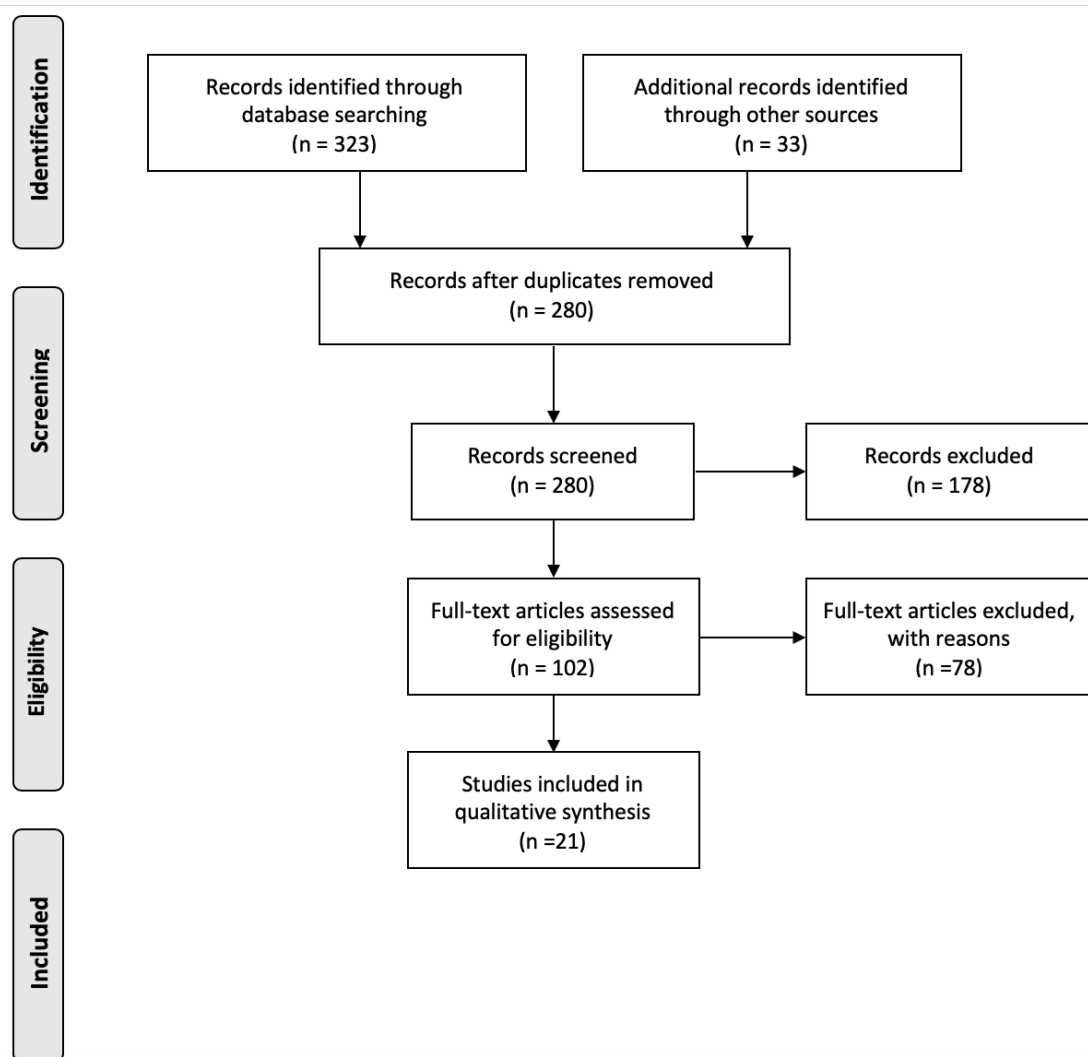 Identification
Records identified through
database searching
(n = 323)
Additional records identified
through other sources
(n = 33)
Records after duplicates removed
(n = 280)
Screening
Records screened
(n = 280)
Records excluded
(n = 178)
Eligibility
Full-text articles assessed
for eligibility
(n = 102)
Full-text articles excluded,
with reasons
(n =78)
Studies included in
qualitative synthesis
(n =21)
Included